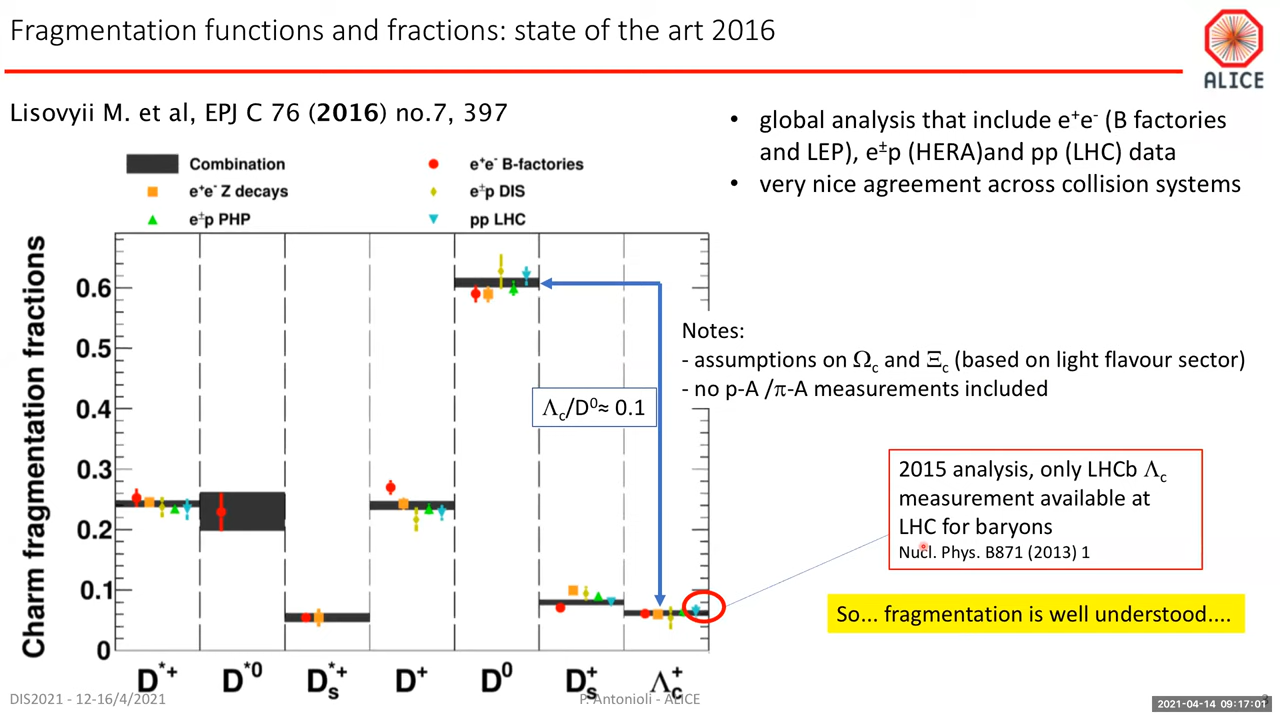 Fragmentation functions and fractions: state of the art 2016
ALICE
Lisovyii M. et al, EPJ C 76 (2016) no.7, 397
• global analysis that include e⁺e⁻ (B factories
and LEP), e±p (HERA)and pp (LHC) data
• very nice agreement across collision systems
Combination
e⁺e⁻ B-factories
e⁺e⁻ Z decays
e±p DIS
e±p PHP
pp LHC
Charm fragmentation fractions
0.6
0.5
0.4
0.3
0.2
0.1
0
D*+
D*0
Ds*+
D+
D0
Ds+
Λc+
Λc/D⁰≈ 0.1
Notes:
- assumptions on Ωc and Ξc (based on light flavour sector)
- no p-A /π-A measurements included
2015 analysis, only LHCb Λc
measurement available at
LHC for baryons
Nucl. Phys. B871 (2013) 1
So... fragmentation is well understood....
DIS2021 - 12-16/4/2021
P. Antonioli - ALICE
3
2021-04-14 09:17:01